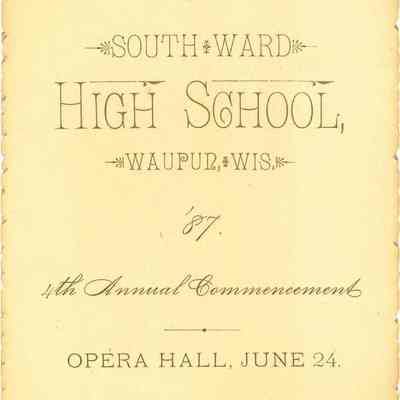 SOUTH WARD
HIGH SCHOOL,
WAUPUN, WIS.
'87.
4th Annual Commencement
OPERA HALL, JUNE 24.